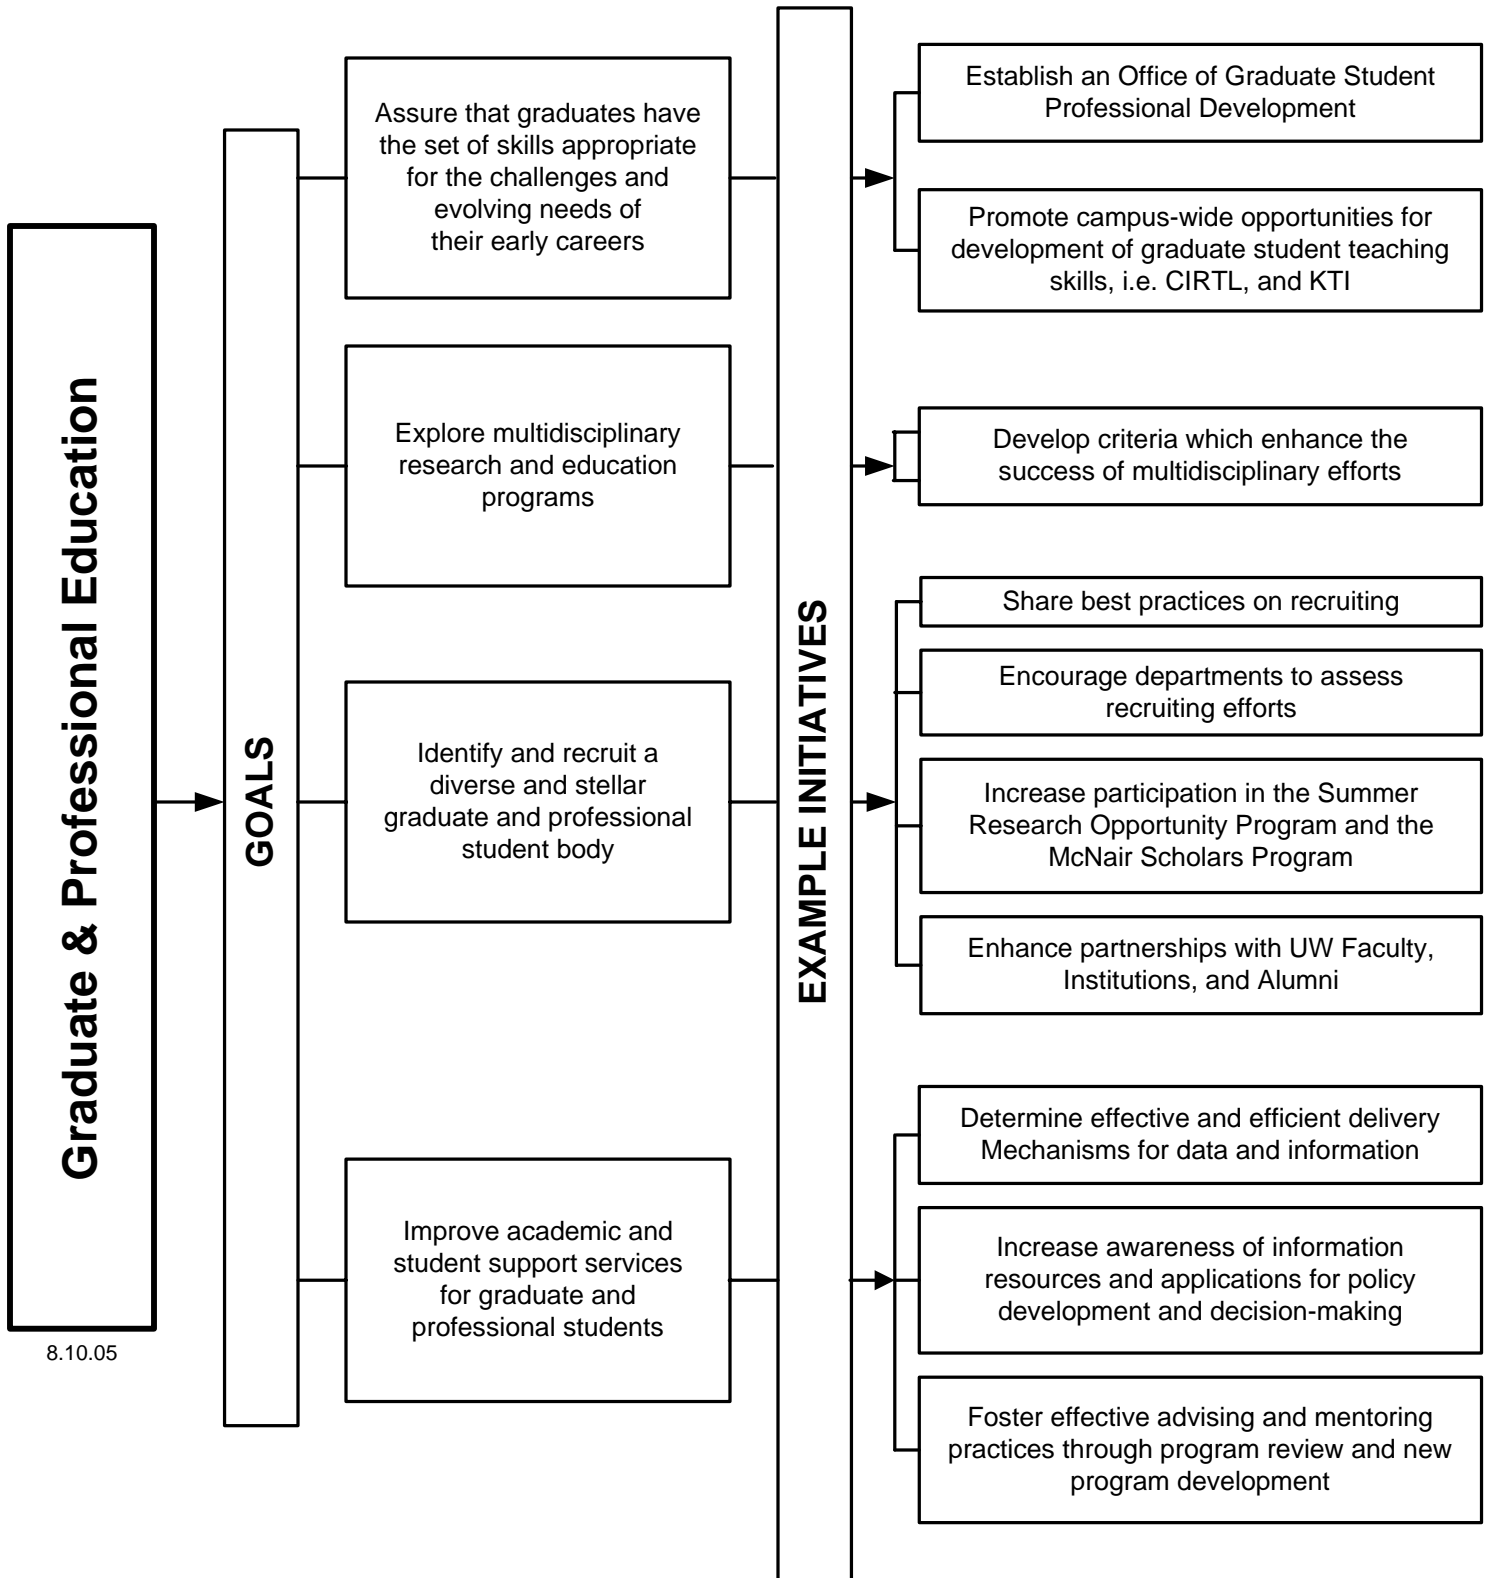 Graduate & Professional Education
8.10.05
GOALS
Assure that graduates have
the set of skills appropriate
for the challenges and
evolving needs of
their early careers
Explore multidisciplinary
research and education
programs
Identify and recruit a
diverse and stellar
graduate and professional
student body
Improve academic and
student support services
for graduate and
professional students
EXAMPLE INITIATIVES
Establish an Office of Graduate Student
Professional Development
Promote campus-wide opportunities for
development of graduate student teaching
skills, i.e. CIRTL, and KTI
Develop criteria which enhance the
success of multidisciplinary efforts
Share best practices on recruiting
Encourage departments to assess
recruiting efforts
Increase participation in the Summer
Research Opportunity Program and the
McNair Scholars Program
Enhance partnerships with UW Faculty,
Institutions, and Alumni
Determine effective and efficient delivery
Mechanisms for data and information
Increase awareness of information
resources and applications for policy
development and decision-making
Foster effective advising and mentoring
practices through program review and new
program development